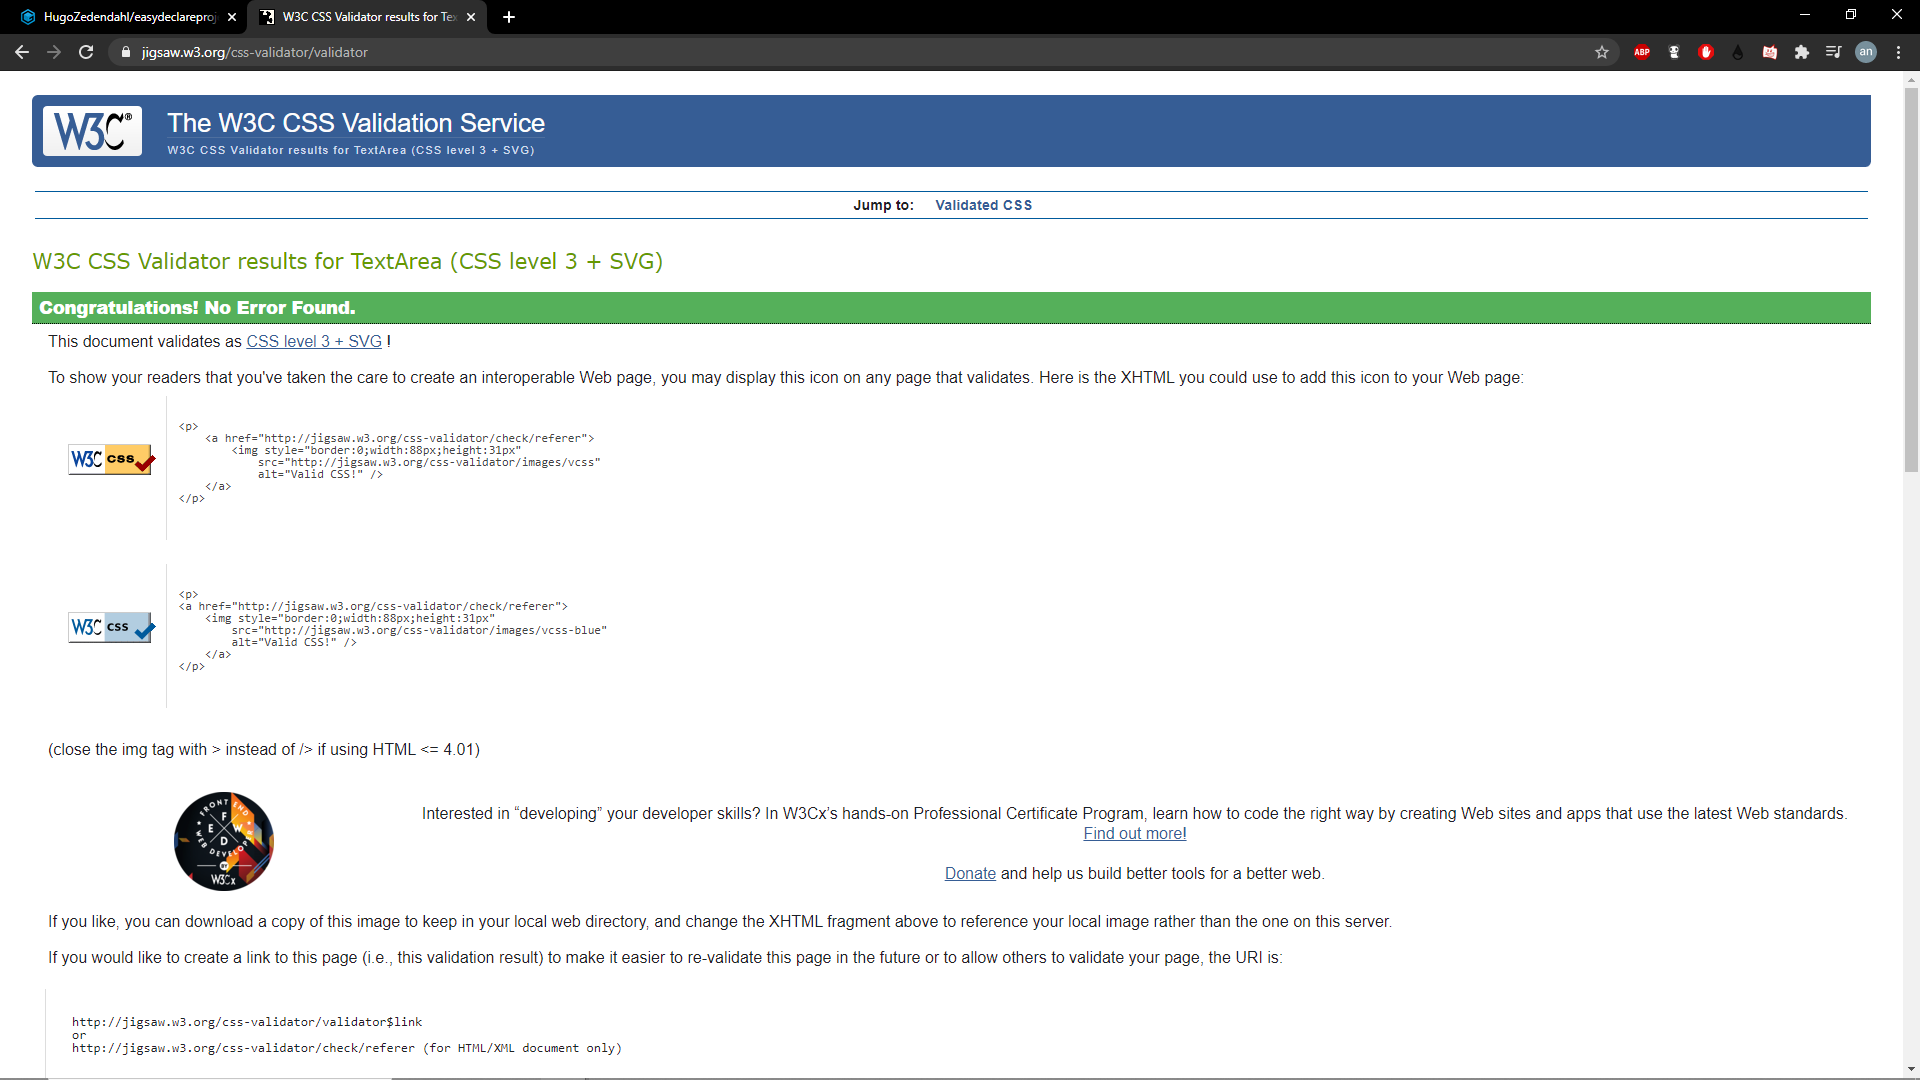 HugoZedendahl/easydeclareproj
W3C CSS Validator results for Tex
jigsaw.w3.org/css-validator/validator
ABP
an
W3C®
The W3C CSS Validation Service
W3C CSS Validator results for TextArea (CSS level 3 + SVG)
Jump to: Validated CSS
W3C CSS Validator results for TextArea (CSS level 3 + SVG)
Congratulations! No Error Found.
This document validates as CSS level 3 + SVG !
To show your readers that you've taken the care to create an interoperable Web page, you may display this icon on any page that validates. Here is the XHTML you could use to add this icon to your Web page:
W3C css
<p>
<a href="http://jigsaw.w3.org/css-validator/check/referer">
<img style="border:0;width:88px;height:31px"
src="http://jigsaw.w3.org/css-validator/images/vcss"
alt="Valid CSS!" />
</a>
</p>
W3C css
<p>
<a href="http://jigsaw.w3.org/css-validator/check/referer">
<img style="border:0;width:88px;height:31px"
src="http://jigsaw.w3.org/css-validator/images/vcss-blue"
alt="Valid CSS!" />
</a>
</p>
(close the img tag with > instead of /> if using HTML <= 4.01)
FRONT END
WEB DEVELOPER
F
E W
D
W3Cx
Interested in “developing” your developer skills? In W3Cx’s hands-on Professional Certificate Program, learn how to code the right way by creating Web sites and apps that use the latest Web standards.
Find out more!
Donate and help us build better tools for a better web.
If you like, you can download a copy of this image to keep in your local web directory, and change the XHTML fragment above to reference your local image rather than the one on this server.
If you would like to create a link to this page (i.e., this validation result) to make it easier to re-validate this page in the future or to allow others to validate your page, the URI is:
http://jigsaw.w3.org/css-validator/validator$link
or
http://jigsaw.w3.org/css-validator/check/referer (for HTML/XML document only)